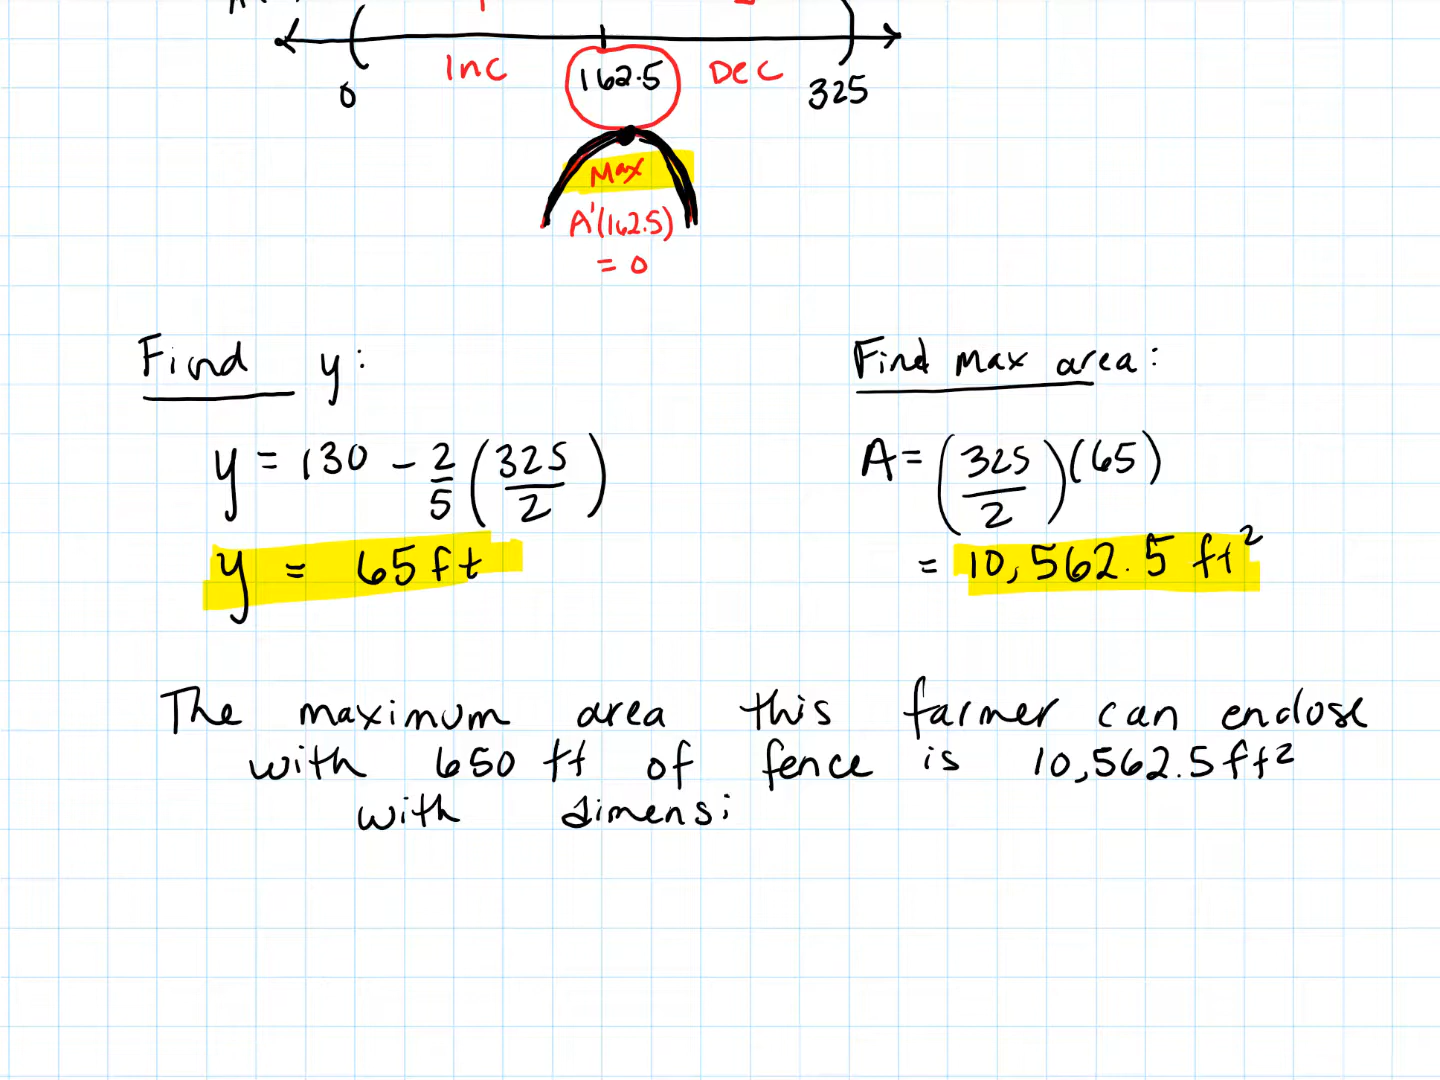 0 Inc 162.5 Dec 325
Max
A'(162.5)
= 0
Find y:
y = 130 - 2/5 (325/2)
y = 65 ft
Find max area:
A = (325/2)(65)
= 10,562.5 ft²
The maximum area this farmer can enclose
with 650 ft of fence is 10,562.5 ft²
with dimensi